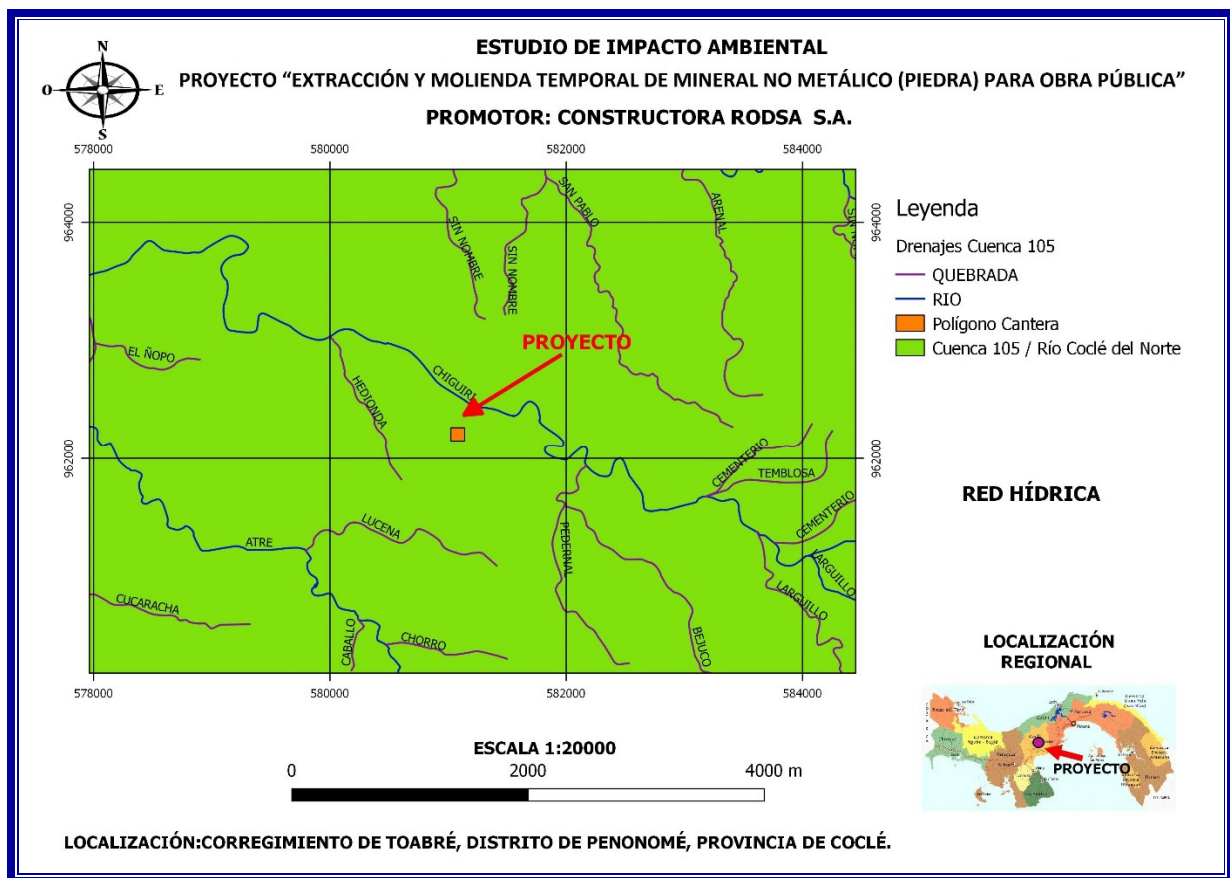 ESTUDIO DE IMPACTO AMBIENTAL
PROYECTO “EXTRACCIÓN Y MOLIENDA TEMPORAL DE MINERAL NO METÁLICO (PIEDRA) PARA OBRA PÚBLICA”
PROMOTOR: CONSTRUCTORA RODSA S.A.
N
O
E
S
578000
580000
582000
584000
964000
964000
SIN NOMBRE
SIN NOMBRE
SAN PABLO
ARENAL
EL ÑOPO
HEDIONDA
CHIGUIRI
PROYECTO
962000
962000
CEMENTERIO
TEMBLOSA
CEMENTERIO
LUCENA
ATRE
PEDERNAL
LARGUILLO
LARGUILLO
CUCARACHA
CABALLO
CHORRO
BEJUCO
578000
580000
582000
584000
Leyenda
Drenajes Cuenca 105
QUEBRADA
RIO
Polígono Cantera
Cuenca 105 / Río Coclé del Norte
RED HÍDRICA
LOCALIZACIÓN
REGIONAL
PROYECTO
ESCALA 1:20000
0
2000
4000 m
LOCALIZACIÓN:CORREGIMIENTO DE TOABRÉ, DISTRITO DE PENONOMÉ, PROVINCIA DE COCLÉ.